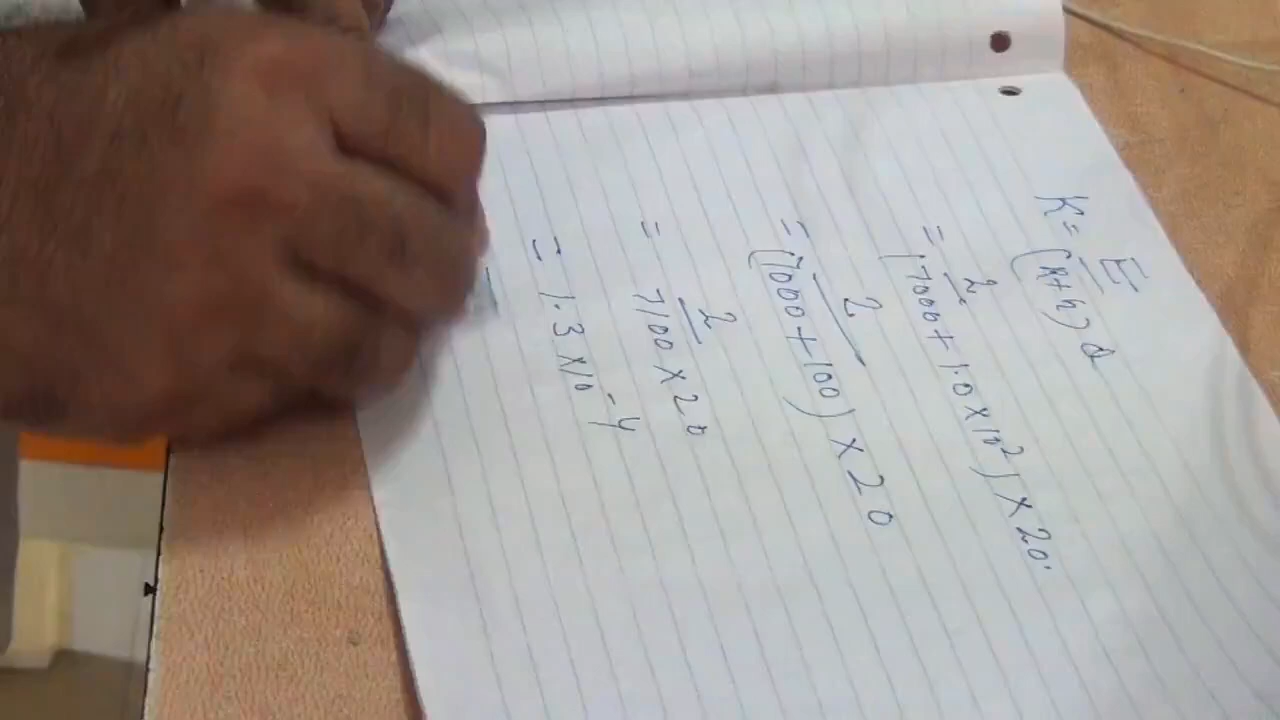 K = E / (R+h) θ
= 2 / (7000 + 1.0 x 10²) x 20.
= 2 / (7000 + 100) x 20
= 2 / 7100 x 20
= 1.3 x 10⁻⁴